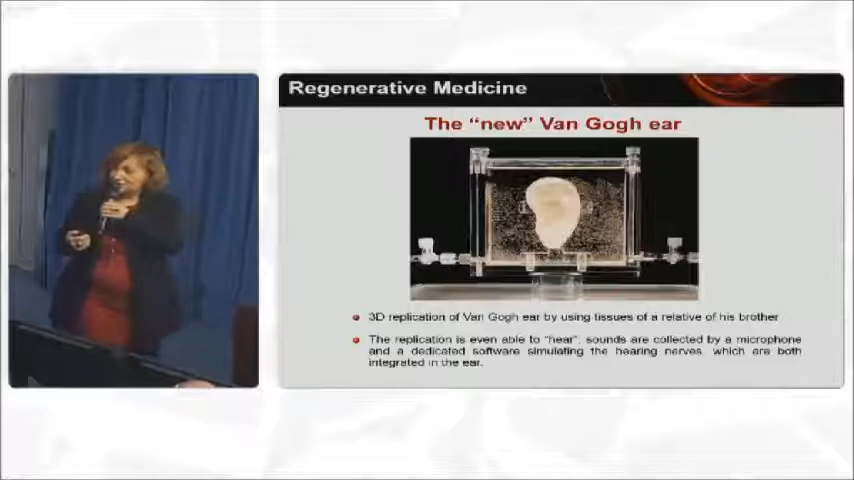 Regenerative Medicine
The “new” Van Gogh ear
3D replication of Van Gogh ear by using tissues of a relative of his brother
The replication is even able to “hear”: sounds are collected by a microphone
and a dedicated software simulating the hearing nerves, which are both
integrated in the ear.